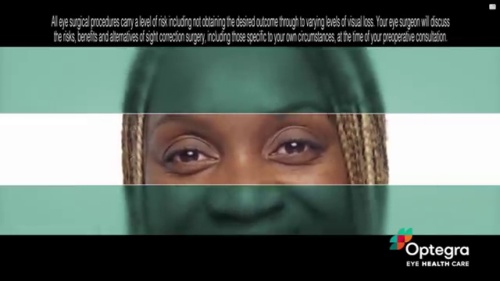 All eye surgical procedures carry a level of risk including not obtaining the desired outcome through to varying levels of visual loss. Your eye surgeon will discuss
the risks, benefits and alternatives of sight correction surgery, including those specific to your own circumstances, at the time of your preoperative consultation.
Optegra
EYE HEALTH CARE